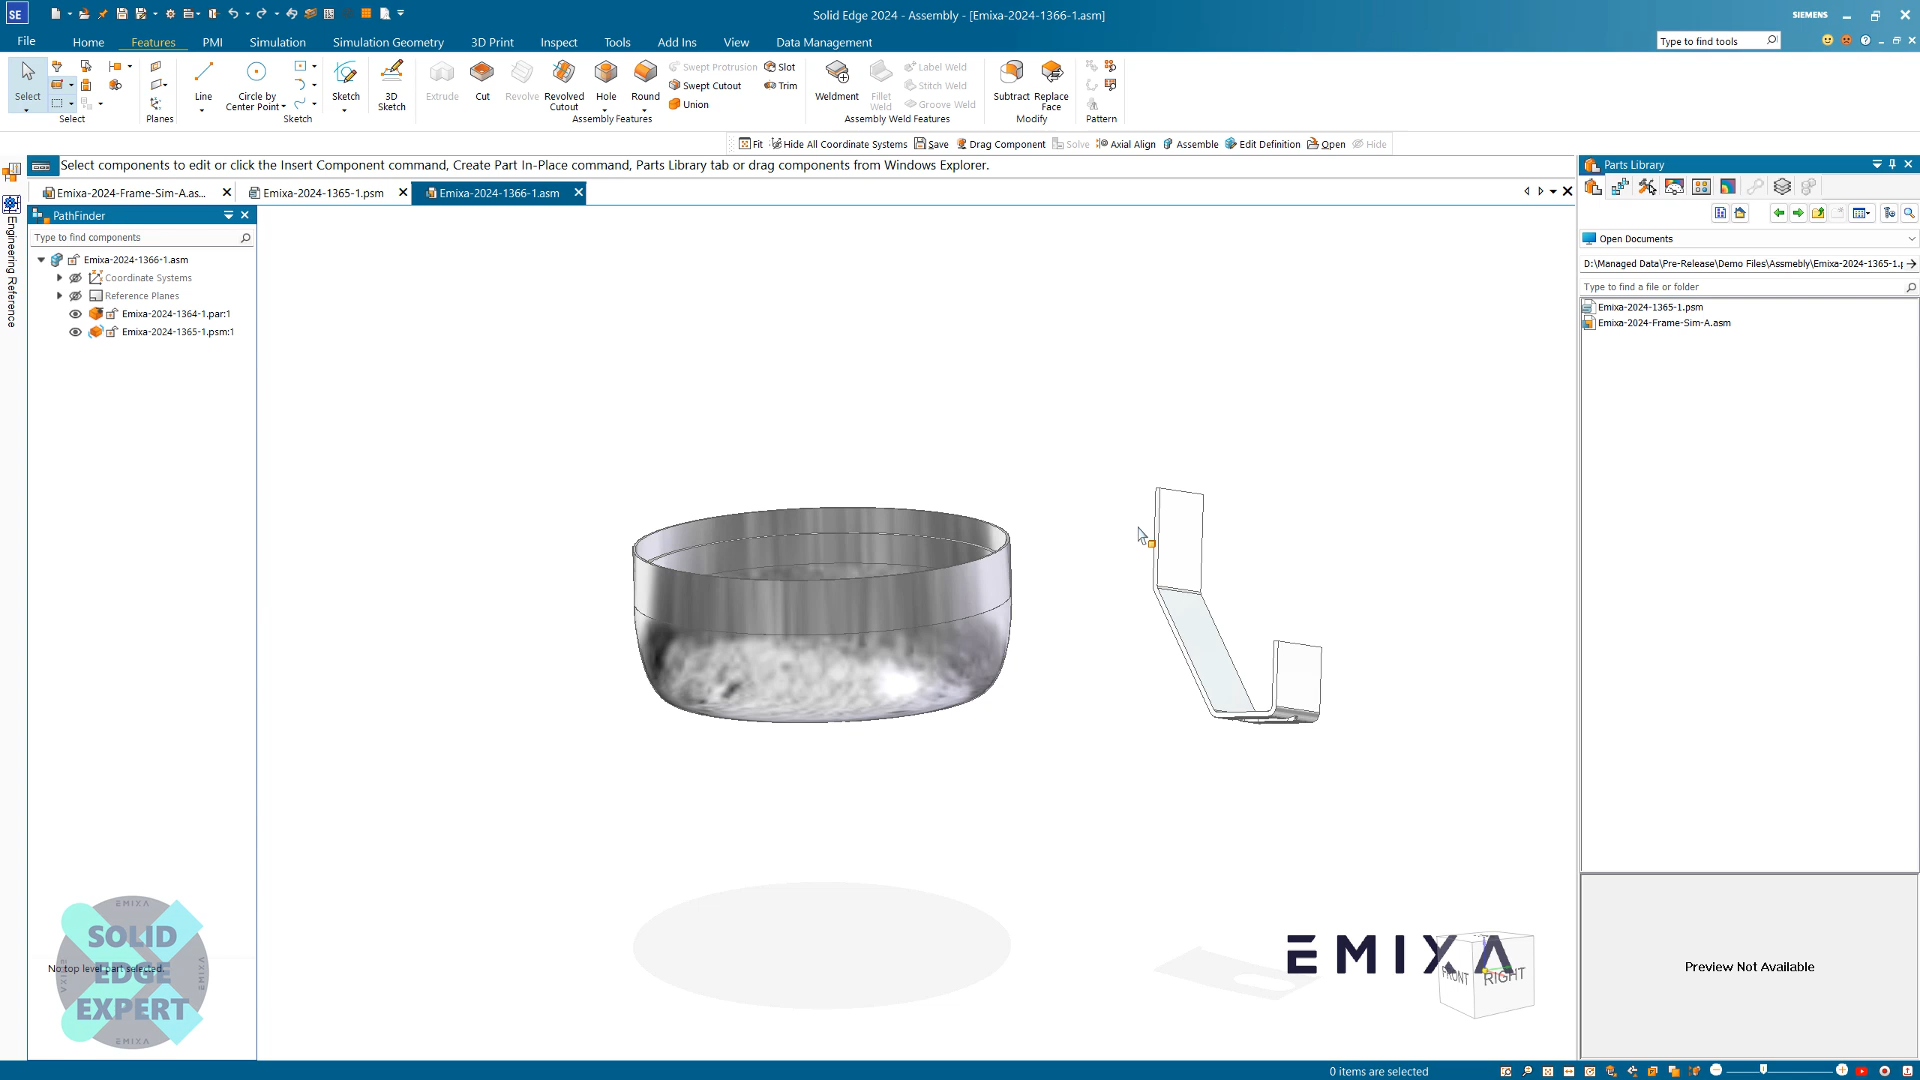 SE
Solid Edge 2024 - Assembly - [Emixa-2024-1366-1.asm]
SIEMENS
File
Home
Features
PMI
Simulation
Simulation Geometry
3D Print
Inspect
Tools
Add Ins
View
Data Management
Type to find tools
Select
Line
Circle by
Center Point
Sketch
3D
Sketch
Extrude
Cut
Revolve
Revolved
Cutout
Hole
Round
Swept Protrusion
Swept Cutout
Union
Slot
Trim
Weldment
Fillet
Weld
Label Weld
Stitch Weld
Groove Weld
Subtract
Replace
Face
Select
Planes
Sketch
Assembly Features
Assembly Weld Features
Modify
Pattern
Fit
Hide All Coordinate Systems
Save
Drag Component
Solve
Axial Align
Assemble
Edit Definition
Open
Hide
Select components to edit or click the Insert Component command, Create Part In-Place command, Parts Library tab or drag components from Windows Explorer.
Emixa-2024-Frame-Sim-A.as...
Emixa-2024-1365-1.psm
Emixa-2024-1366-1.asm
Engineering Reference
PathFinder
Type to find components
Emixa-2024-1366-1.asm
Coordinate Systems
Reference Planes
Emixa-2024-1364-1.par:1
Emixa-2024-1365-1.psm:1
Parts Library
Open Documents
D:\Managed Data\Pre-Release\Demo Files\Assmebly\Emixa-2024-1365-1.p
Type to find a file or folder
Emixa-2024-1365-1.psm
Emixa-2024-Frame-Sim-A.asm
Preview Not Available
EMIXA
SOLID
No top level part selected.
EDGE
EXPERT
EMIXA
EMIXA
EMIXA
EMIXA
FRONT
RIGHT
0 items are selected